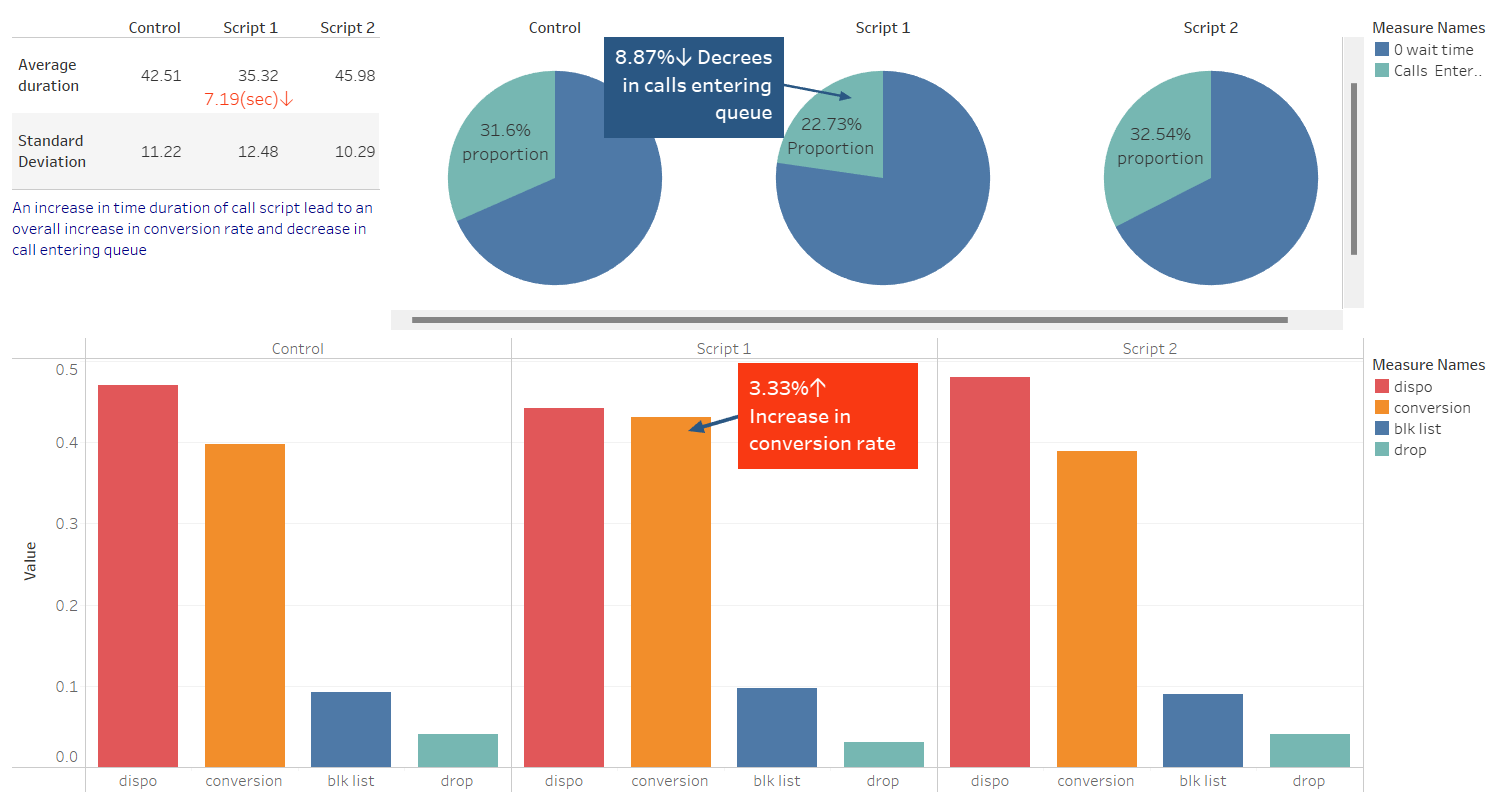 Control Script 1 Script 2
Average
duration
42.51 35.32 45.98
7.19(sec)↓
Standard
Deviation
11.22 12.48 10.29
An increase in time duration of call script lead to an
overall increase in conversion rate and decrease in
call entering queue
Control Script 1 Script 2
8.87%↓ Decrees
in calls entering
queue
31.6%
proportion
22.73%
Proportion
32.54%
proportion
Measure Names
0 wait time
Calls Enter..
Control Script 1 Script 2
3.33%↑
Increase in
conversion rate
Value
0.5
0.4
0.3
0.2
0.1
0.0
dispo conversion blk list drop dispo conversion blk list drop dispo conversion blk list drop
Measure Names
dispo
conversion
blk list
drop